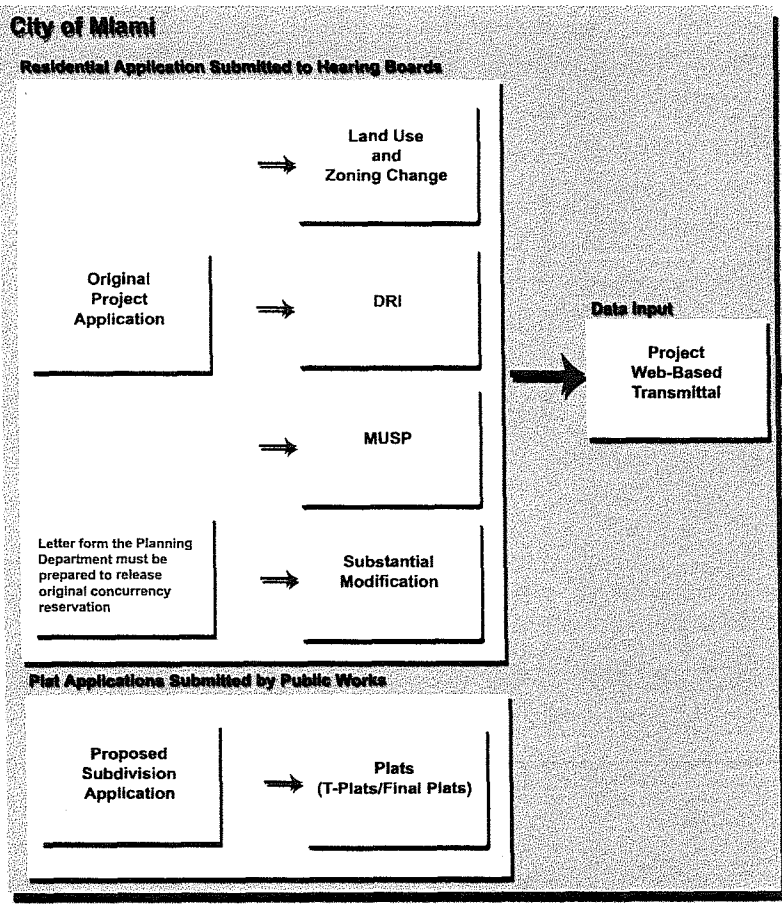 City of Miami
Residential Application Submitted to Hearing Boards
Land Use
and
Zoning Change
Original
Project
Application
DRI
Data Input
Project
Web-Based
Transmittal
MUSP
Letter form the Planning
Department must be
prepared to release
original concurrency
reservation
Substantial
Modification
Plat Applications Submitted by Public Works
Proposed
Subdivision
Application
Plats
(T-Plats/Final Plats)